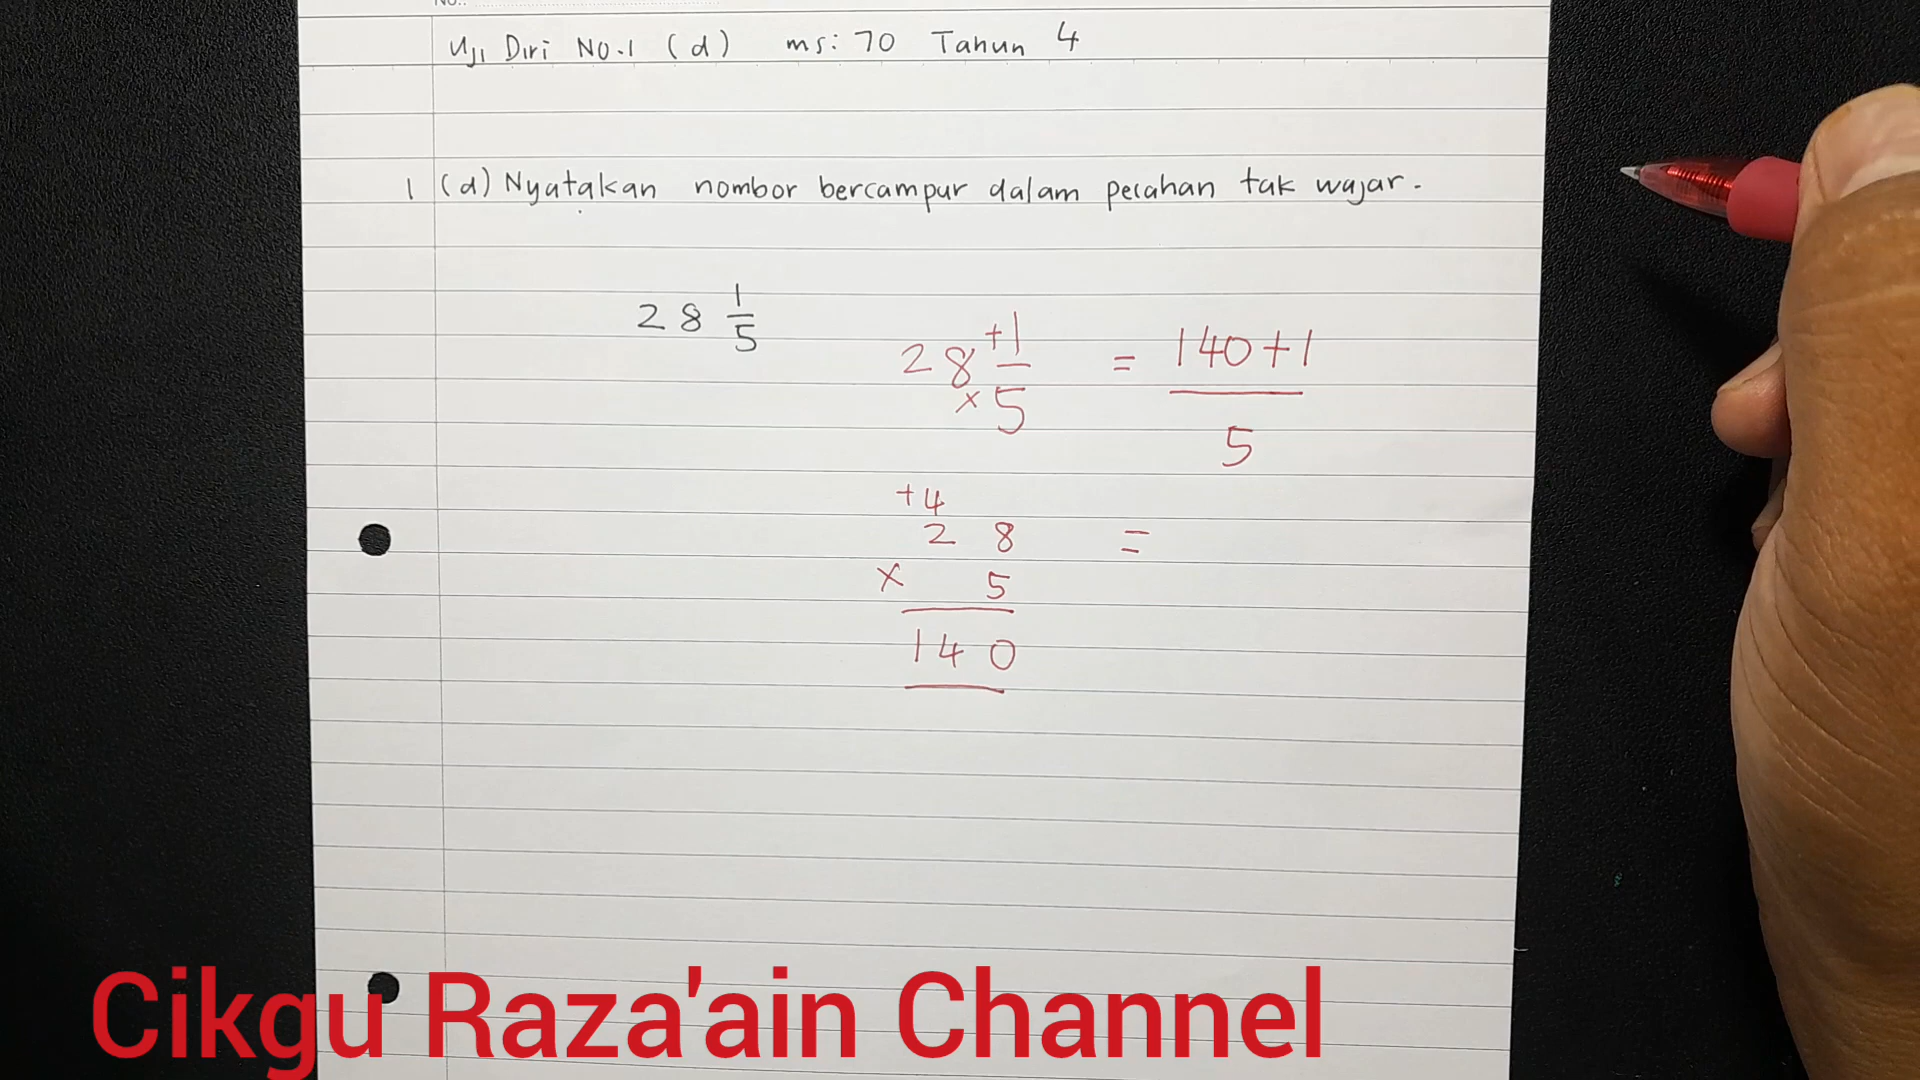 No.:
Uji Diri No.1 (d) ms: 70 Tahun 4
1 (d) Nyatakan nombor bercampur dalam pecahan tak wajar.
28 1/5
28 +1/×5 = 140+1/5
+4
28 =
× 5
140
Cikgu Raza'ain Channel